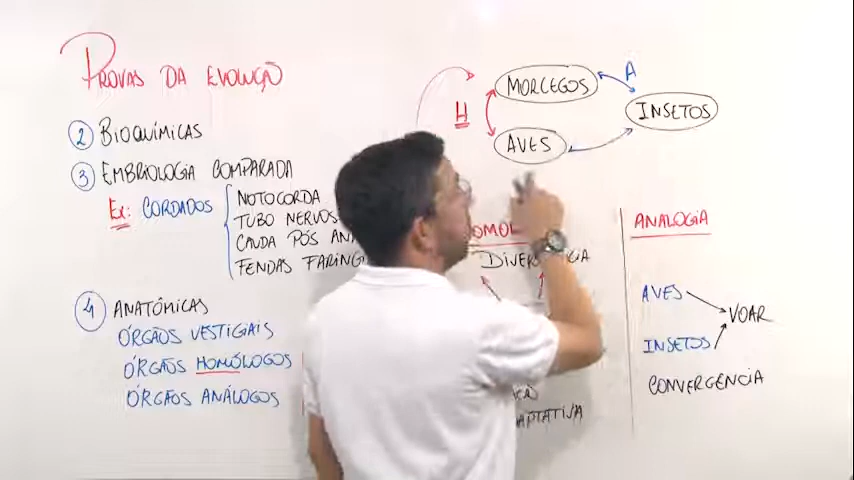 PROVAS DA EVOLUÇÃO
2 BIOQUÍMICAS
3 EMBRIOLOGIA COMPARADA
Ex: CORDADOS
NOTOCORDA
TUBO NERVOS
CAUDA PÓS AN
FENDAS FARING
4 ANATÔMICAS
ÓRGÃOS VESTIGIAIS
ÓRGÃOS HOMÓLOGOS
ÓRGÃOS ANÁLOGOS
MORCEGOS
A
H
INSETOS
AVES
ANALOGIA
AVES
VOAR
INSETOS
CONVERGÊNCIA